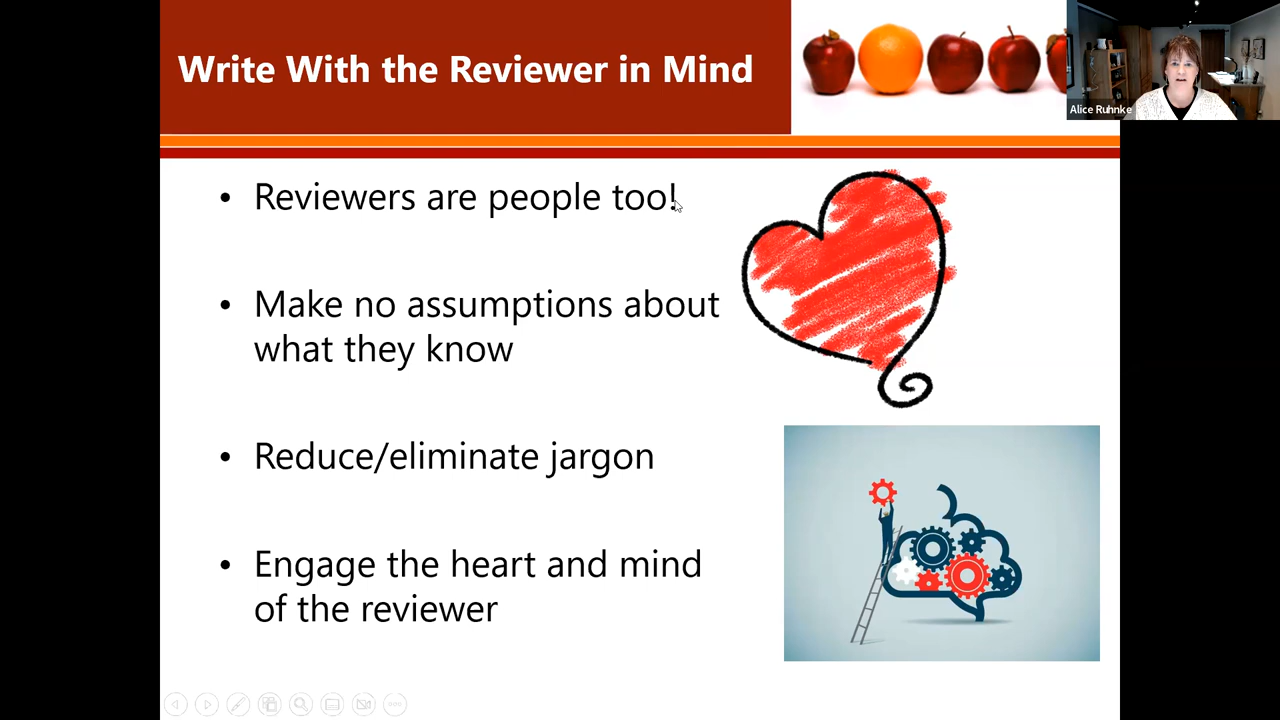 Write With the Reviewer in Mind
Alice Ruhnke
• Reviewers are people too!
• Make no assumptions about
what they know
• Reduce/eliminate jargon
• Engage the heart and mind
of the reviewer